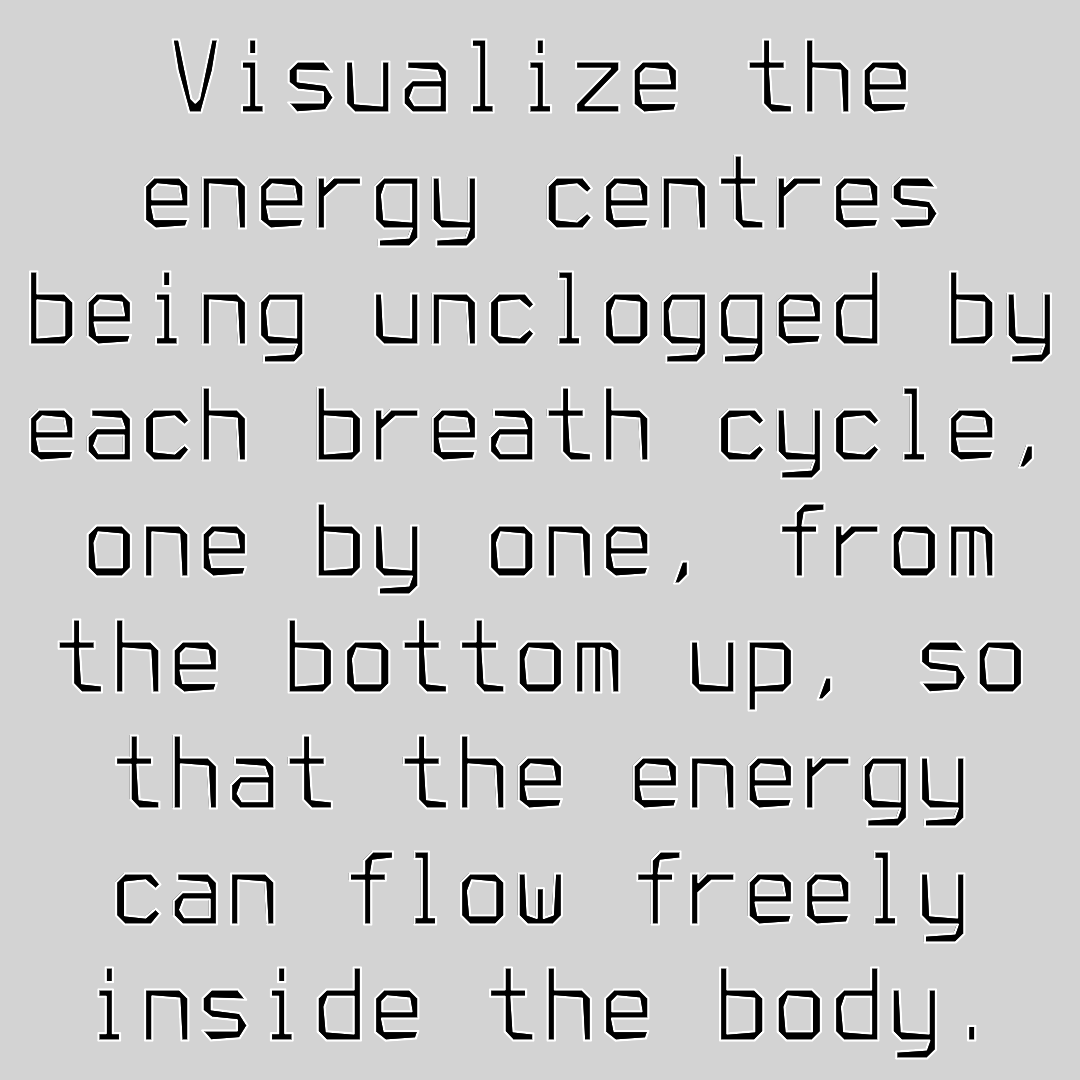 Visualize the
energy centres
being unclogged by
each breath cycle,
one by one, from
the bottom up, so
that the energy
can flow freely
inside the body.